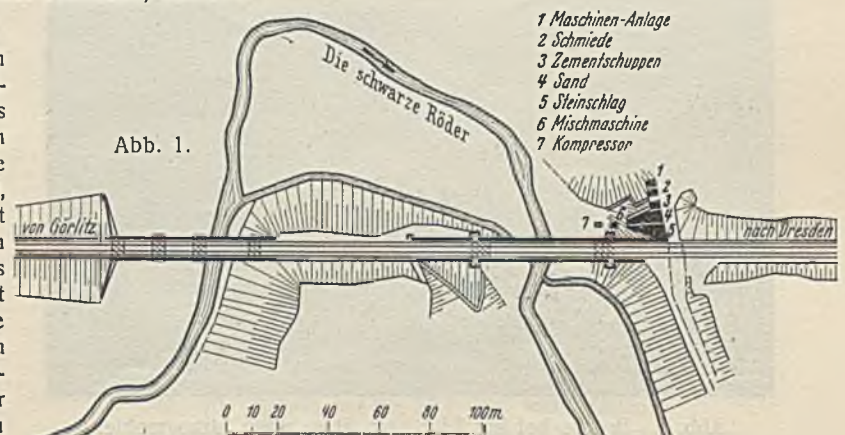 1 Maschinen-Anlage
2 Schmiede
3 Zementschuppen
4 Sand
5 Steinschlag
6 Mischmaschine
7 Kompressor
Die schwarze Röder
Abb. 1.
1
2
3
4
5
6
7
von Görlitz
nach Dresden
0 10 20 40 60 80 100 m.